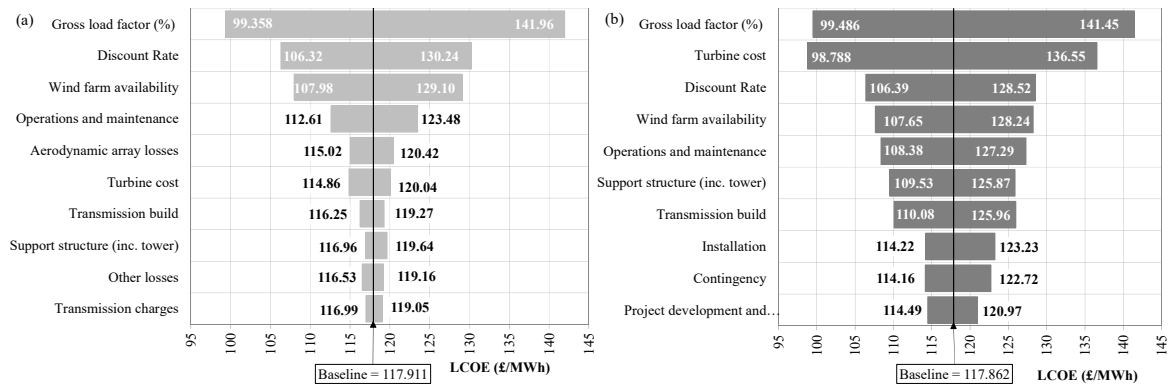 (a)
Gross load factor (%) 99.358 141.96
Discount Rate 106.32 130.24
Wind farm availability 107.98 129.10
Operations and maintenance 112.61 123.48
Aerodynamic array losses 115.02 120.42
Turbine cost 114.86 120.04
Transmission build 116.25 119.27
Support structure (inc. tower) 116.96 119.64
Other losses 116.53 119.16
Transmission charges 116.99 119.05
95 100 105 110 115 120 125 130 135 140 145
LCOE (£/MWh)
Baseline = 117.911
(b)
Gross load factor (%) 99.486 141.45
Turbine cost 98.788 136.55
Discount Rate 106.39 128.52
Wind farm availability 107.65 128.24
Operations and maintenance 108.38 127.29
Support structure (inc. tower) 109.53 125.87
Transmission build 110.08 125.96
Installation 114.22 123.23
Contingency 114.16 122.72
Project development and… 114.49 120.97
95 100 105 110 115 120 125 130 135 140 145
LCOE (£/MWh)
Baseline = 117.862